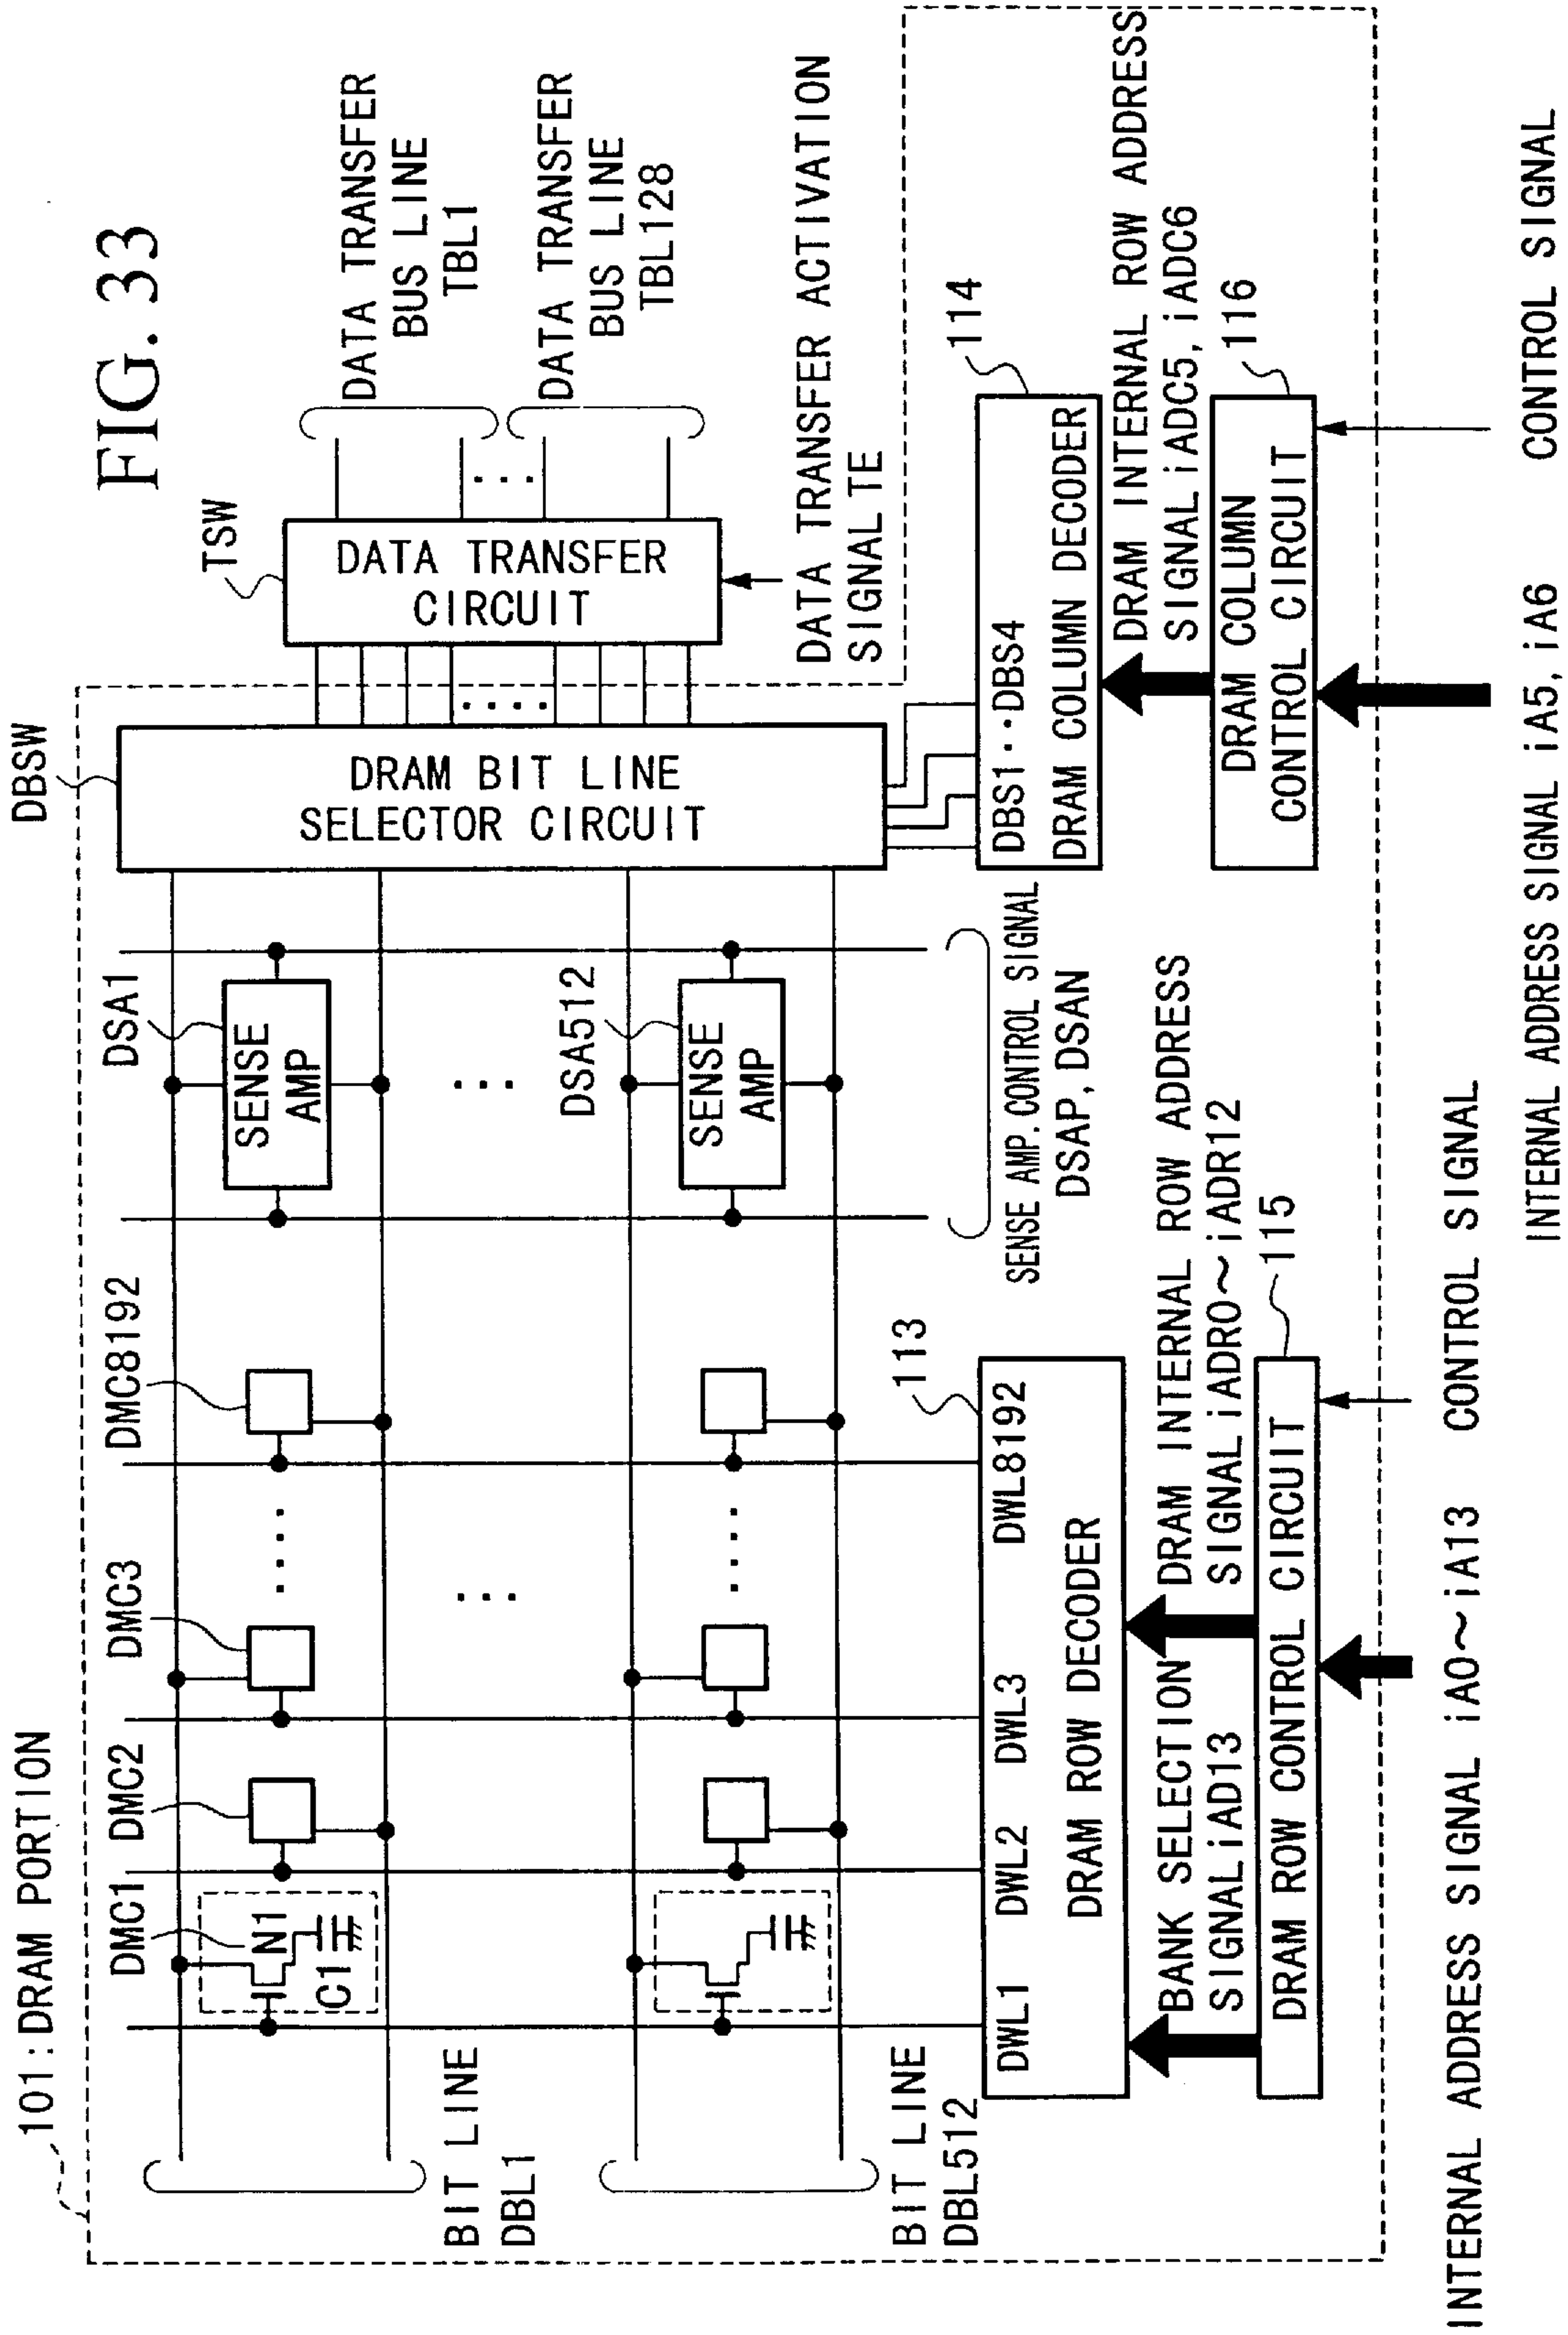 FIG. 33
101:DRAM PORTION
DMC1
DMC2
DMC3
DMC8192
DSA1
DBSW
TSW
N1
C1
SENSE
AMP
DSA512
SENSE
AMP
DRAM BIT LINE
SELECTOR CIRCUIT
DATA TRANSFER
CIRCUIT
DATA TRANSFER
BUS LINE
TBL1
DATA TRANSFER
BUS LINE
TBL128
DATA TRANSFER ACTIVATION
SIGNAL TE
BIT LINE
DBL1
BIT LINE
DBL512
DWL1 DWL2 DWL3 DWL8192
DRAM ROW DECODER
113
SENSE AMP. CONTROL SIGNAL
DSAP, DSAN
DBS1··DBS4
DRAM COLUMN DECODER
114
BANK SELECTION
SIGNAL iAD13
DRAM INTERNAL ROW ADDRESS
SIGNAL iADR0~iADR12
DRAM INTERNAL ROW ADDRESS
SIGNAL iADC5, iADC6
DRAM ROW CONTROL CIRCUIT
115
DRAM COLUMN
CONTROL CIRCUIT
116
INTERNAL ADDRESS SIGNAL iA0~iA13
CONTROL SIGNAL
INTERNAL ADDRESS SIGNAL iA5, iA6
CONTROL SIGNAL